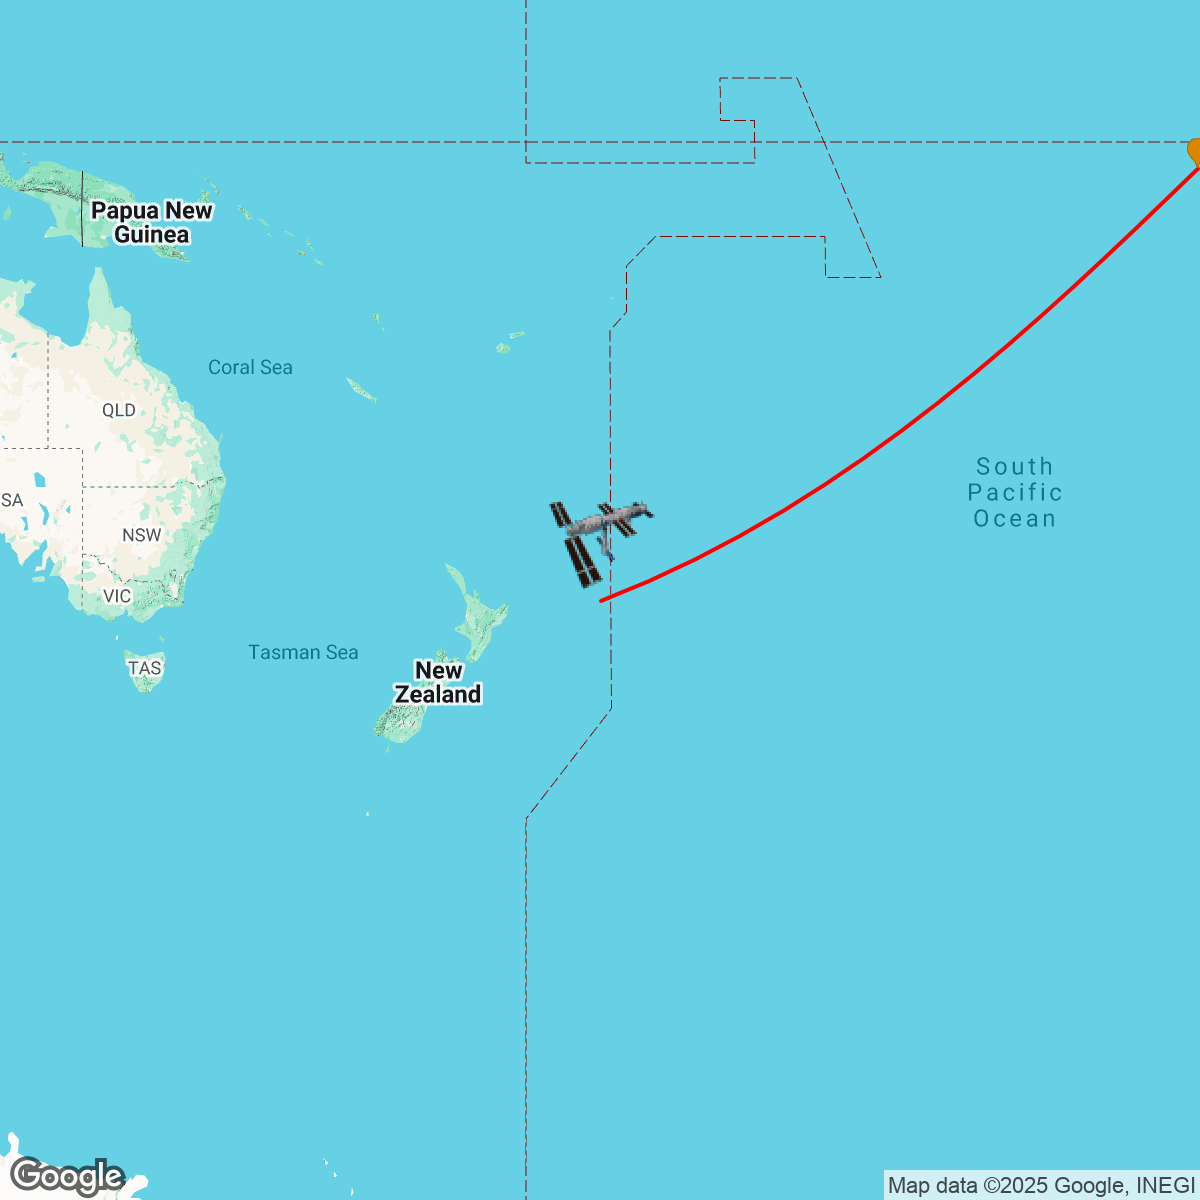 Papua New
Guinea
Coral Sea
QLD
South
Pacific
Ocean
SA
NSW
VIC
Tasman Sea
TAS
New
Zealand
Google
Map data ©2025 Google, INEGI